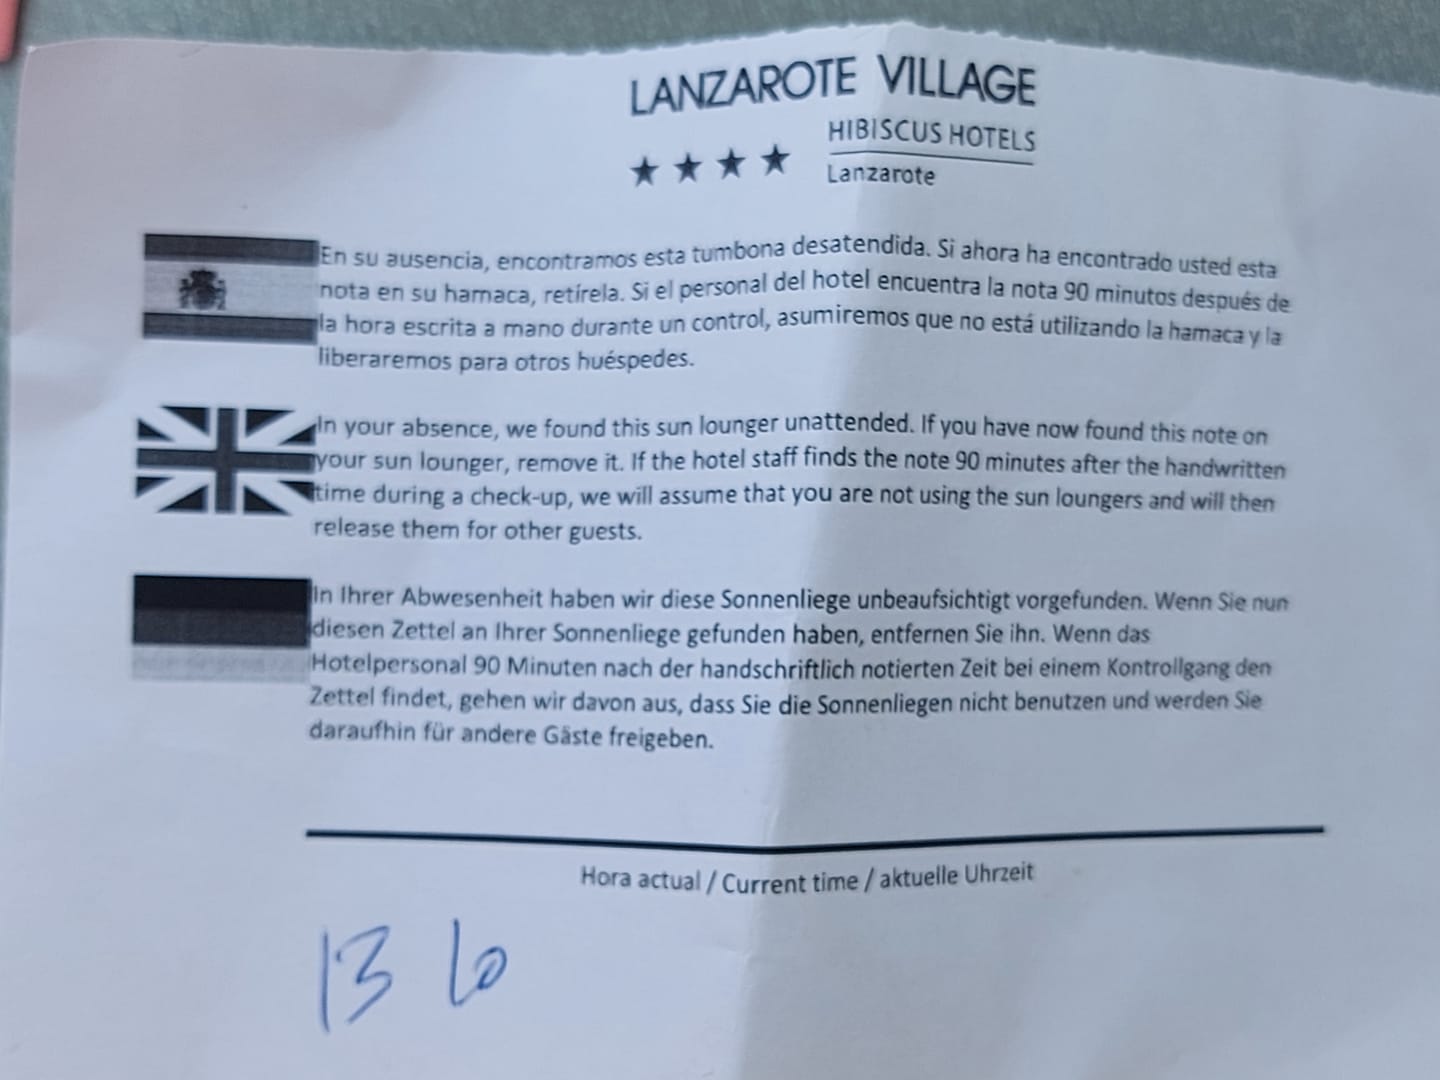 LANZAROTE VILLAGE
HIBISCUS HOTELS
Lanzarote
En su ausencia, encontramos esta tumbona desatendida. Si ahora ha encontrado usted esta
nota en su hamaca, retírela. Si el personal del hotel encuentra la nota 90 minutos después de
la hora escrita a mano durante un control, asumiremos que no está utilizando la hamaca y la
liberaremos para otros huéspedes.
In your absence, we found this sun lounger unattended. If you have now found this note on
your sun lounger, remove it. If the hotel staff finds the note 90 minutes after the handwritten
time during a check-up, we will assume that you are not using the sun loungers and will then
release them for other guests.
In Ihrer Abwesenheit haben wir diese Sonnenliege unbeaufsichtigt vorgefunden. Wenn Sie nun
diesen Zettel an Ihrer Sonnenliege gefunden haben, entfernen Sie ihn. Wenn das
Hotelpersonal 90 Minuten nach der handschriftlich notierten Zeit bei einem Kontrollgang den
Zettel findet, gehen wir davon aus, dass Sie die Sonnenliegen nicht benutzen und werden Sie
daraufhin für andere Gäste freigeben.
Hora actual / Current time / aktuelle Uhrzeit
13 10